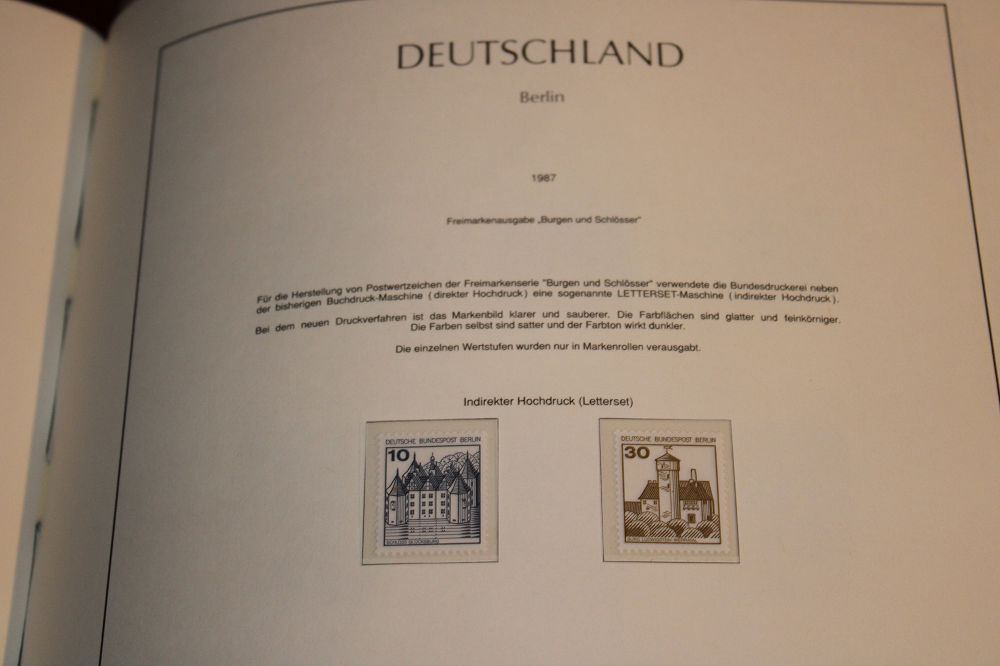 DEUTSCHLAND
Berlin
1987
Freimarkenausgabe „Burgen und Schlösser"
Für die Herstellung von Postwertzeichen der Freimarkenserie "Burgen und Schlösser" verwendete die Bundesdruckerei neben
der bisherigen Buchdruck-Maschine (direkter Hochdruck) eine sogenannte LETTERSET-Maschine (indirekter Hochdruck).
Bei dem neuen Druckverfahren ist das Markenbild klarer und sauberer. Die Farbflächen sind glatter und feinkörniger.
Die Farben selbst sind satter und der Farbton wirkt dunkler.
Die einzelnen Wertstufen wurden nur in Markenrollen verausgabt.
Indirekter Hochdruck (Letterset)
DEUTSCHE BUNDESPOST BERLIN
10
SCHLOSS GLÜCKSBURG
DEUTSCHE BUNDESPOST BERLIN
30
BURG